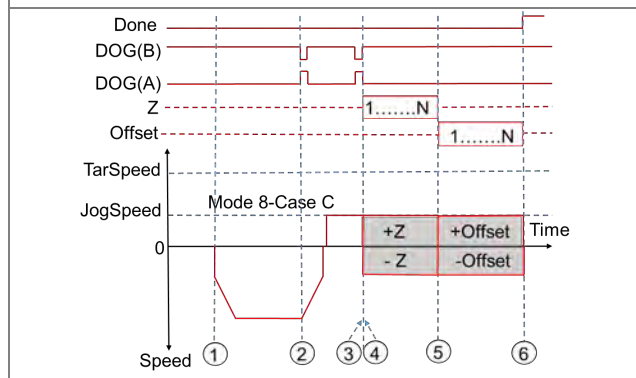 Done
DOG(B)
DOG(A)
Z
1.......N
Offset
1.......N
TarSpeed
Mode 8-Case C
JogSpeed
+Z
+Offset
Time
0
- Z
-Offset
Speed
1 2 3 4 5 6